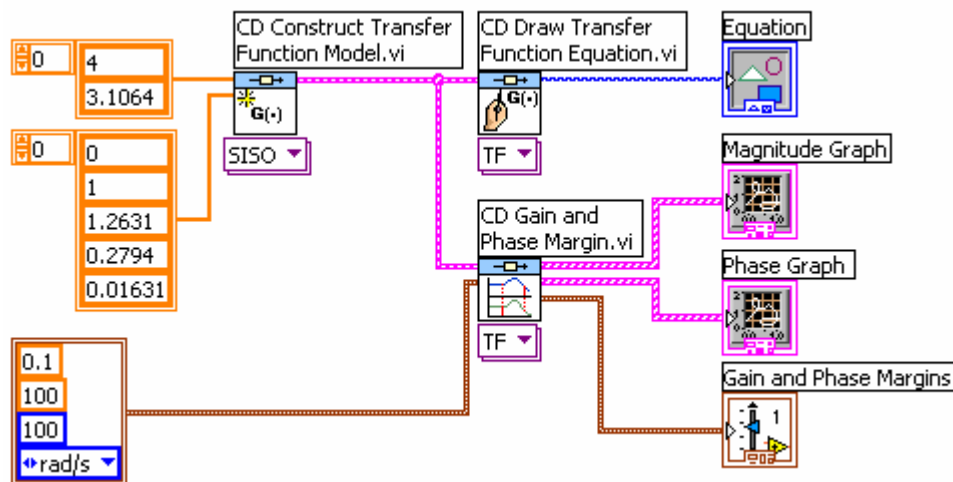 CD Construct Transfer
Function Model.vi
CD Draw Transfer
Function Equation.vi
Equation
0
4
3.1064
G(·)
SISO
G(·)
TF
0
0
1
1.2631
0.2794
0.01631
Magnitude Graph
CD Gain and
Phase Margin.vi
TF
Phase Graph
0.1
100
100
rad/s
Gain and Phase Margins
1